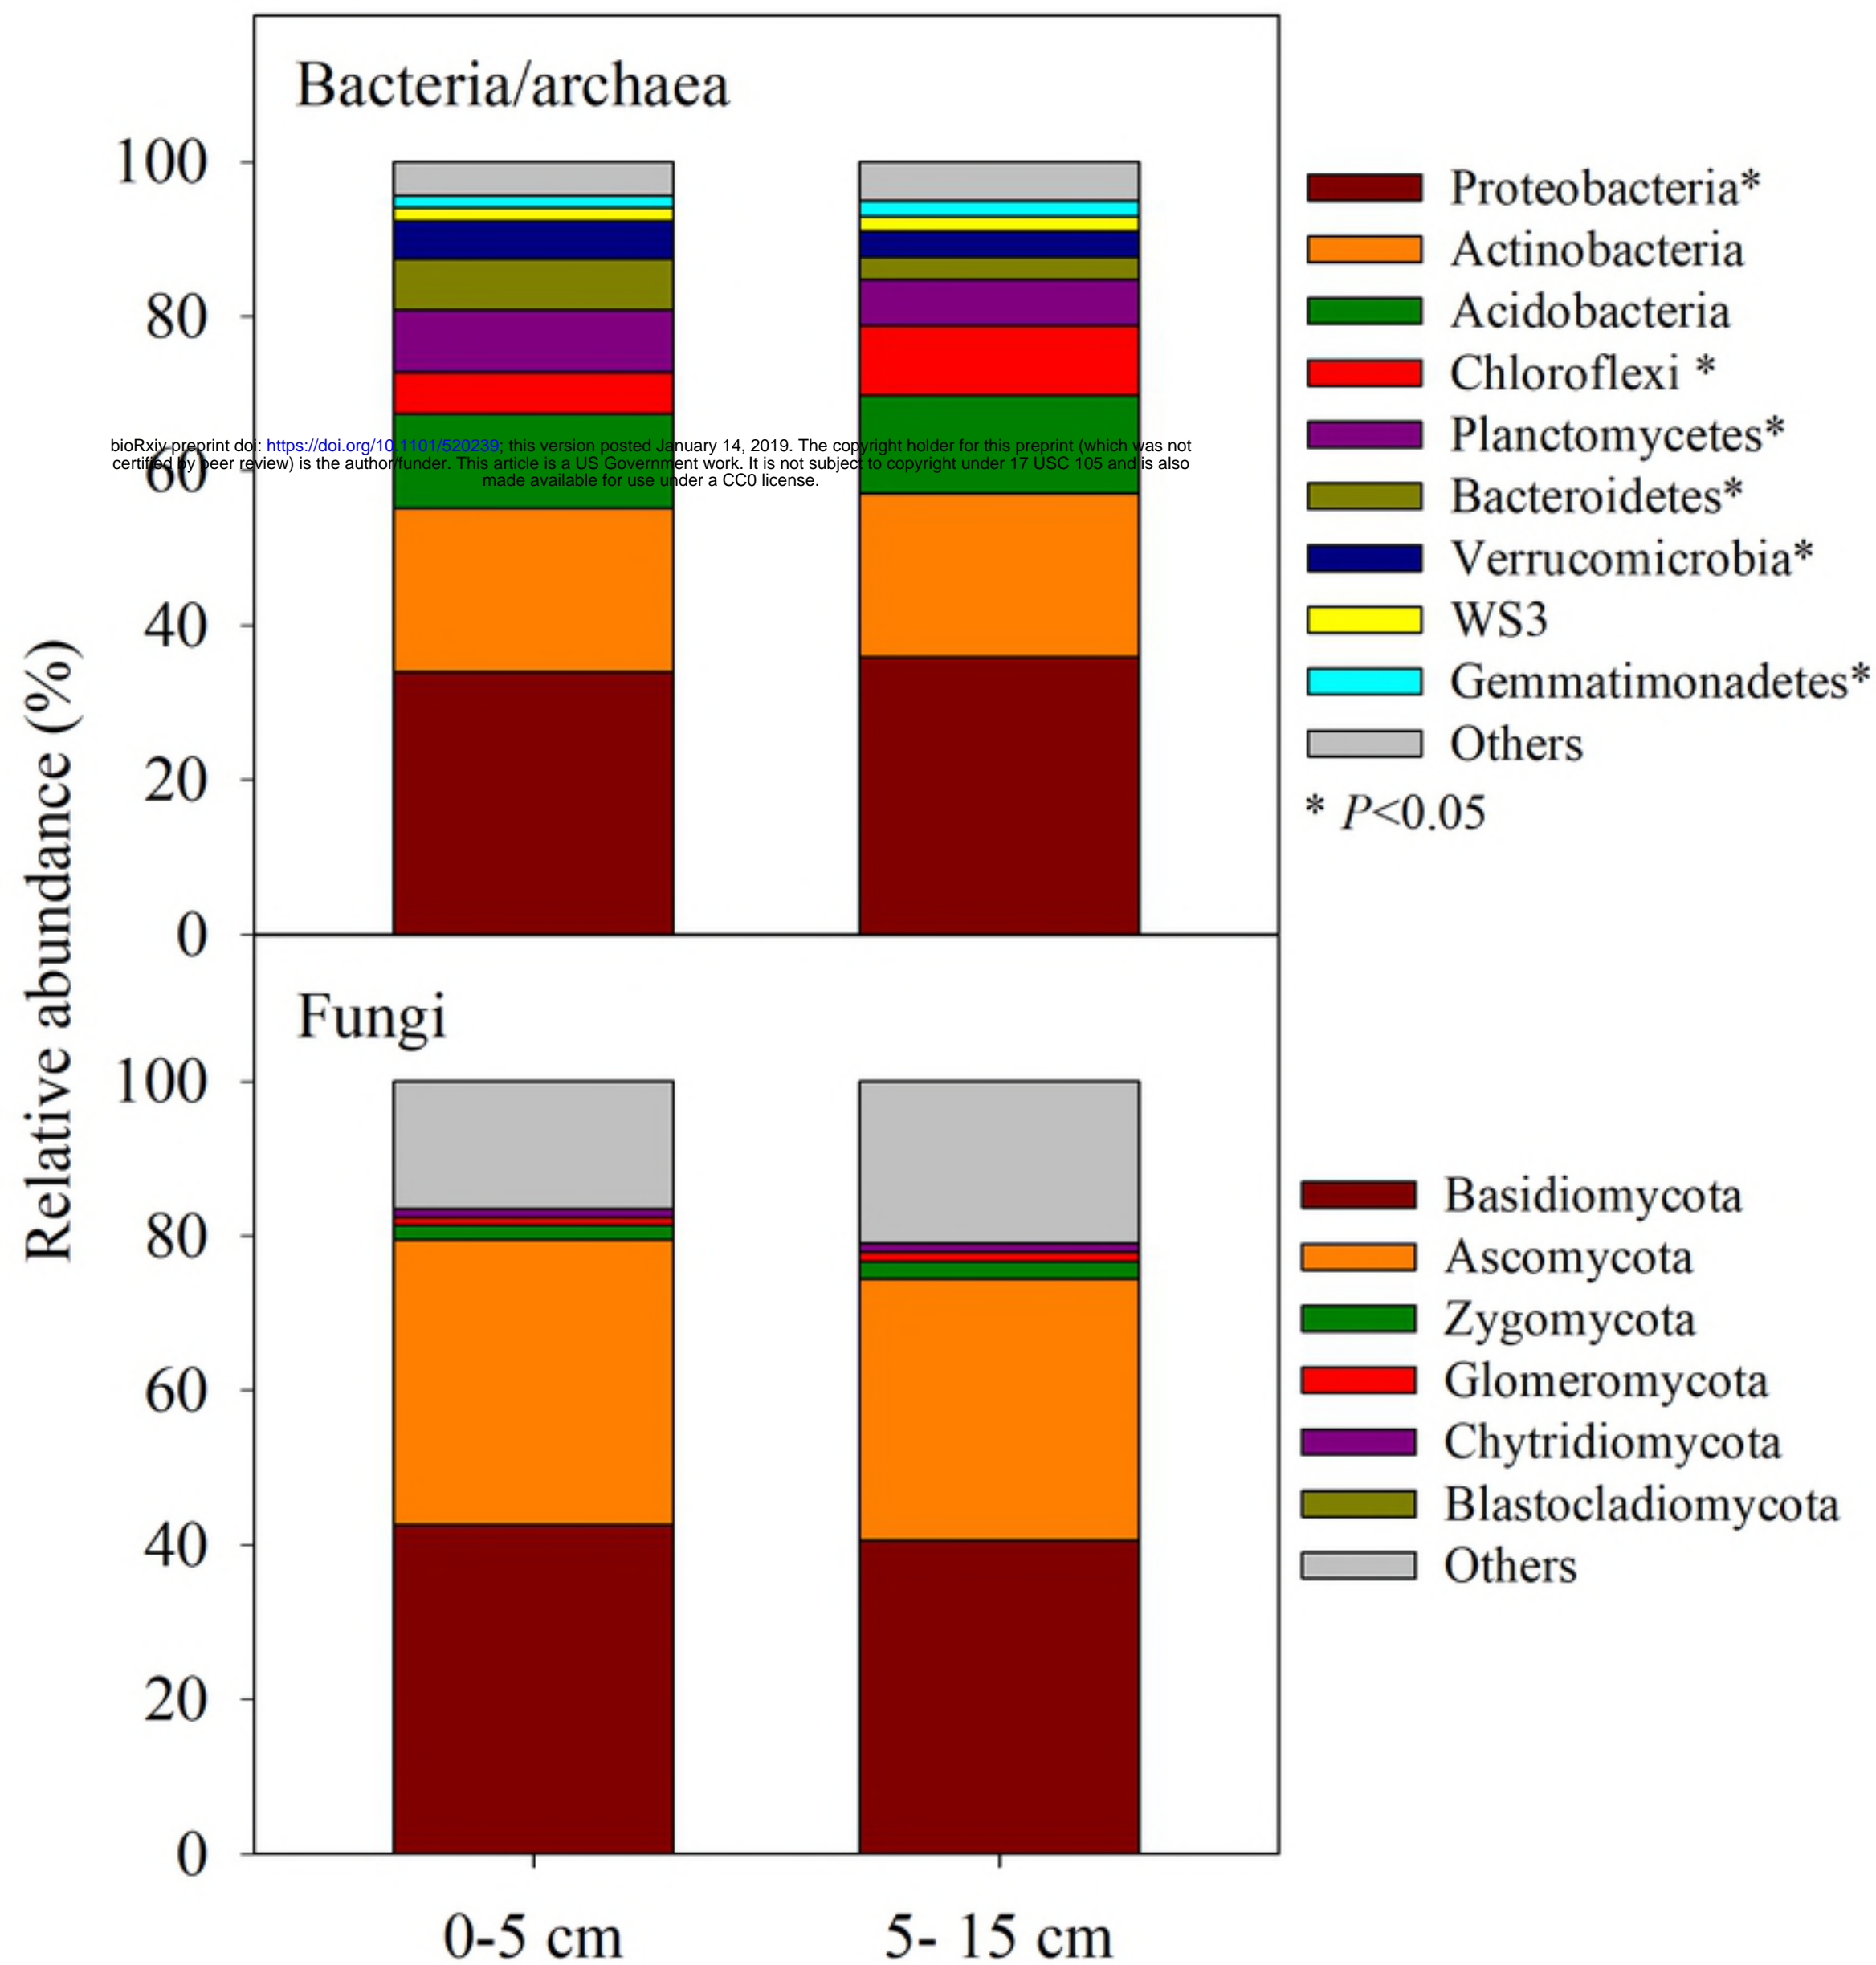 Bacteria/archaea
100
80
60
40
20
0
Relative abundance (%)
bioRxiv preprint doi: https://doi.org/10.1101/520239; this version posted January 14, 2019. The copyright holder for this preprint (which was not
certified by peer review) is the author/funder. This article is a US Government work. It is not subject to copyright under 17 USC 105 and is also
made available for use under a CC0 license.
Proteobacteria*
Actinobacteria
Acidobacteria
Chloroflexi *
Planctomycetes*
Bacteroidetes*
Verrucomicrobia*
WS3
Gemmatimonadetes*
Others
* P<0.05
Fungi
100
80
60
40
20
0
Basidiomycota
Ascomycota
Zygomycota
Glomeromycota
Chytridiomycota
Blastocladiomycota
Others
0-5 cm
5- 15 cm